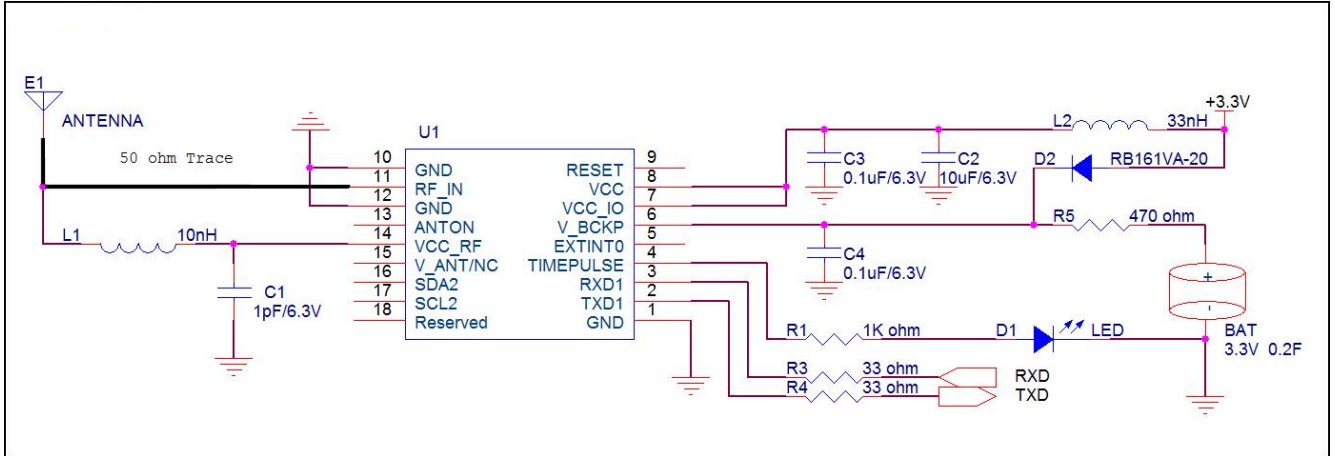 E1
ANTENNA
50 ohm Trace
L1
10nH
C1
1pF/6.3V
U1
10
GND
11
RF_IN
12
GND
13
ANTON
14
VCC_RF
15
V_ANT/NC
16
SDA2
17
SCL2
18
Reserved
9
RESET
8
VCC
7
VCC_IO
6
V_BCKP
5
EXTINT0
4
TIMEPULSE
3
RXD1
2
TXD1
1
GND
+3.3V
L2
33nH
C3
0.1uF/6.3V
C2
10uF/6.3V
D2
RB161VA-20
R5
470 ohm
C4
0.1uF/6.3V
+
-
BAT
3.3V 0.2F
R1
1K ohm
D1
LED
R3
33 ohm
RXD
R4
33 ohm
TXD